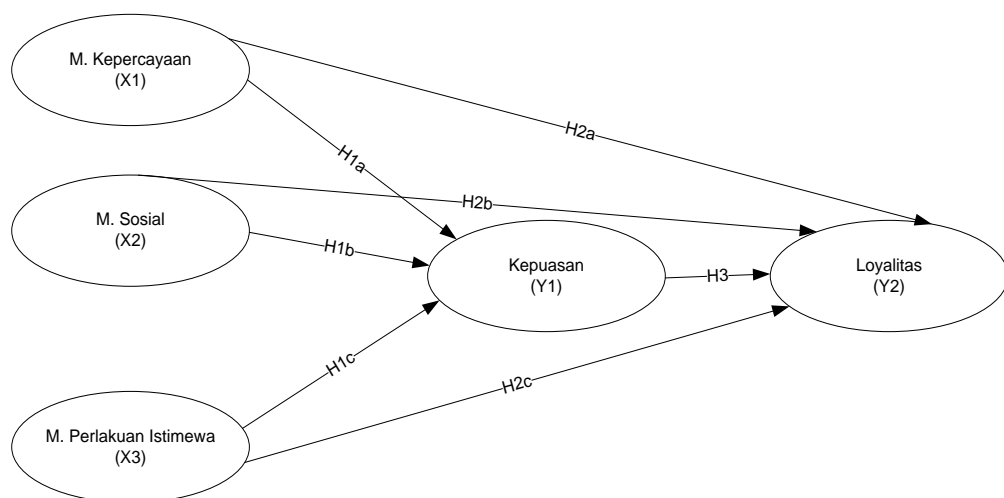 M. Kepercayaan
(X1)
H2a
H1a
M. Sosial
(X2)
H2b
H1b
Kepuasan
(Y1)
H3
Loyalitas
(Y2)
H1c
H2c
M. Perlakuan Istimewa
(X3)